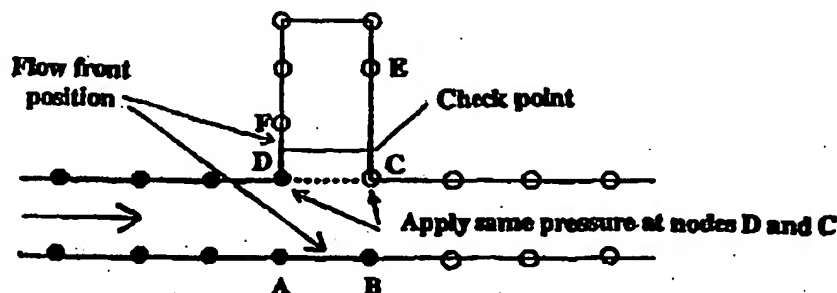 Flow front
position
E
Check point
F
D
C
Apply same pressure at nodes D and C
A
B